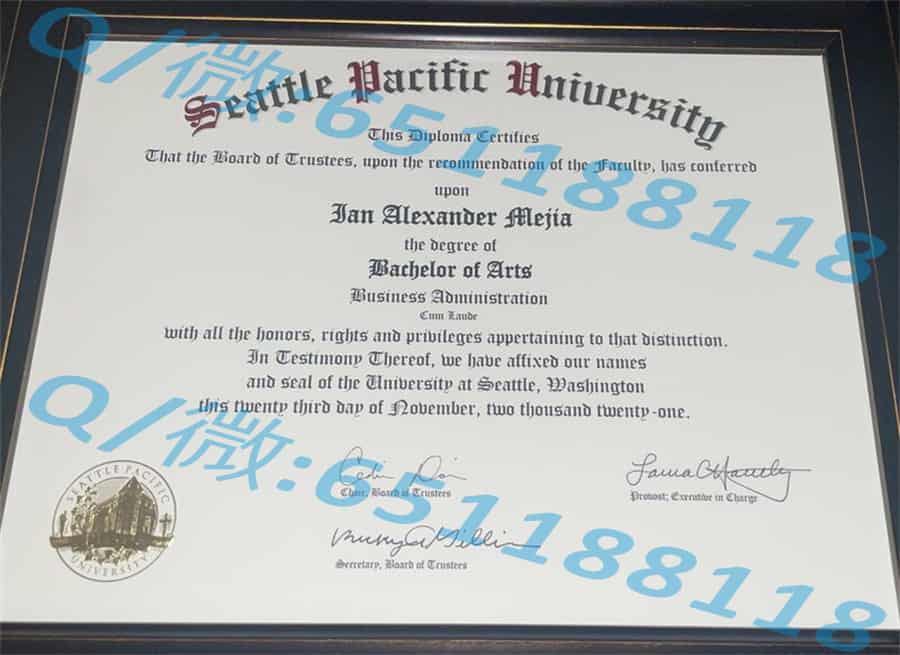 Seattle Pacific University
This Diploma Certifies
That the Board of Trustees, upon the recommendation of the Faculty, has conferred
upon
Ian Alexander Mejia
the degree of
Bachelor of Arts
Business Administration
Cum Laude
with all the honors, rights and privileges appertaining to that distinction.
In Testimony Thereof, we have affixed our names
and seal of the University at Seattle, Washington
this twenty third day of November, two thousand twenty-one.
Chair, Board of Trustees
Provost; Executive in Charge
Secretary, Board of Trustees
SEATTLE PACIFIC
UNIVERSITY
Q/微:651188118
Q/微:651188118